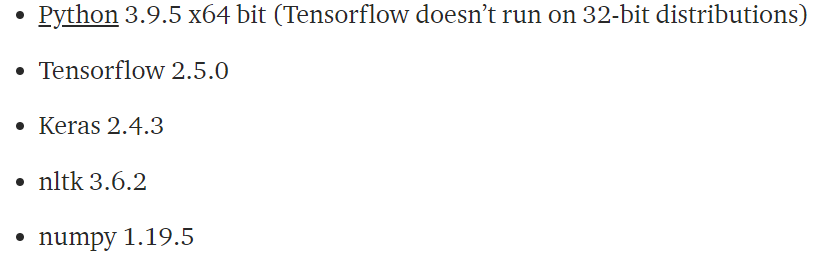 • Python 3.9.5 x64 bit (Tensorflow doesn’t run on 32-bit distributions)
• Tensorflow 2.5.0
• Keras 2.4.3
• nltk 3.6.2
• numpy 1.19.5